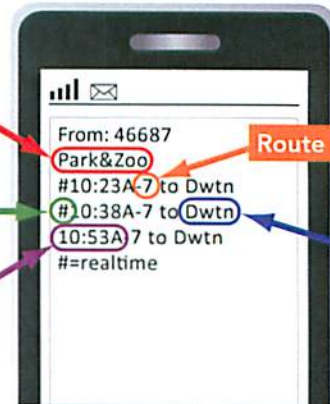 From: 46687
Park&Zoo
Route
#10:23A-7 to Dwtn
#10:38A-7 to Dwtn
10:53A-7 to Dwtn
#=realtime